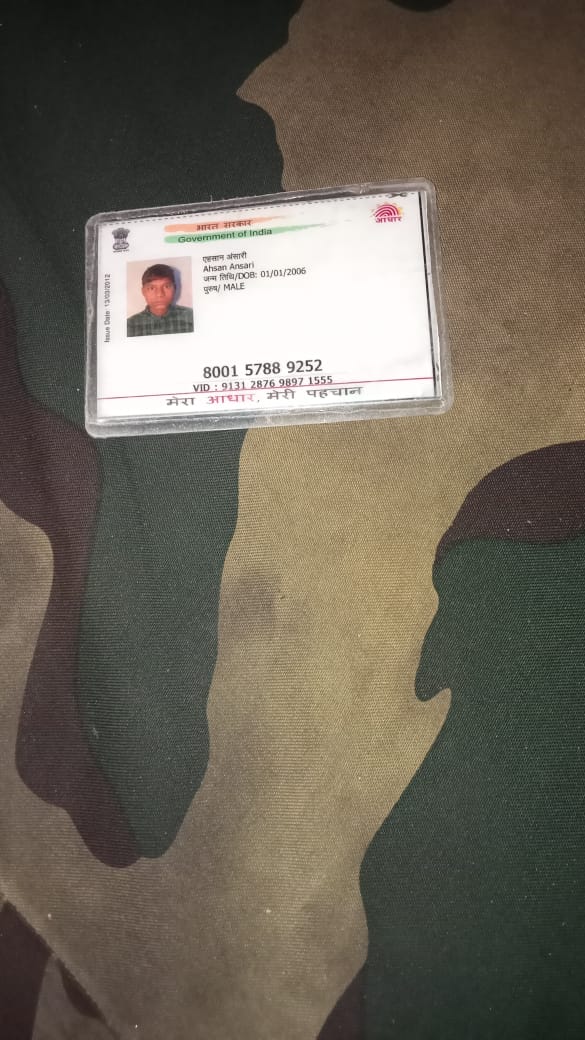 भारत सरकार
Government of India
आधार
एहसान अंसारी
Ahsan Ansari
जन्म तिथि/DOB: 01/01/2006
पुरुष/ MALE
Issue Date: 13/03/2012
8001 5788 9252
VID : 9131 2876 9897 1555
मेरा आधार, मेरी पहचान